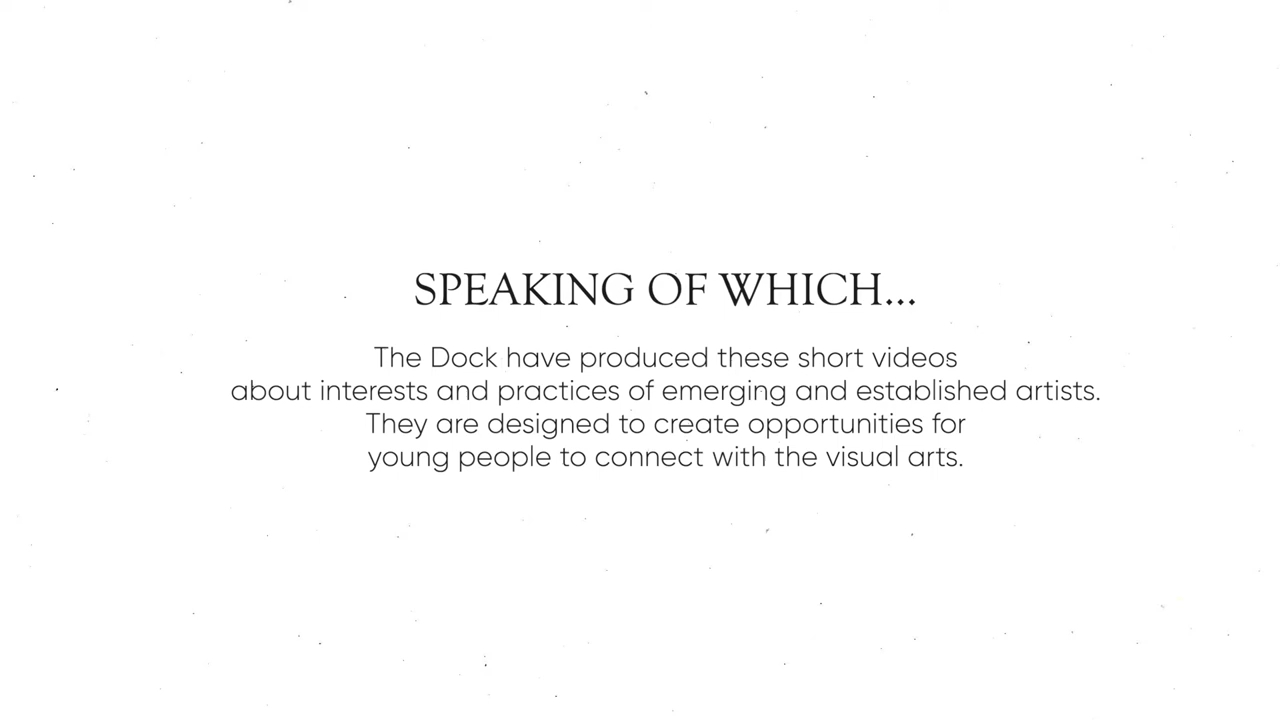 SPEAKING OF WHICH...
The Dock have produced these short videos
about interests and practices of emerging and established artists.
They are designed to create opportunities for
young people to connect with the visual arts.